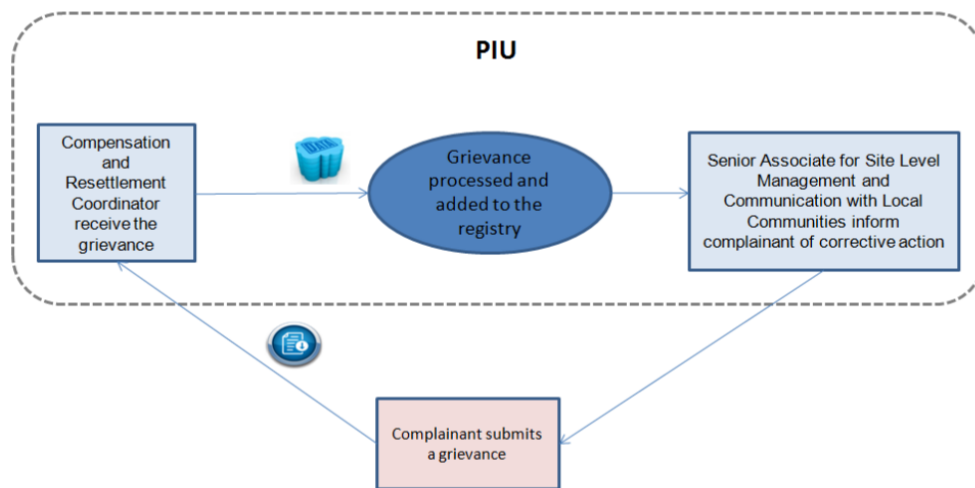 PIU
Compensation
and
Resettlement
Coordinator
receive the
grievance
Grievance
processed and
added to the
registry
Senior Associate for Site Level
Management and
Communication with Local
Communities inform
complainant of corrective action
Complainant submits
a grievance